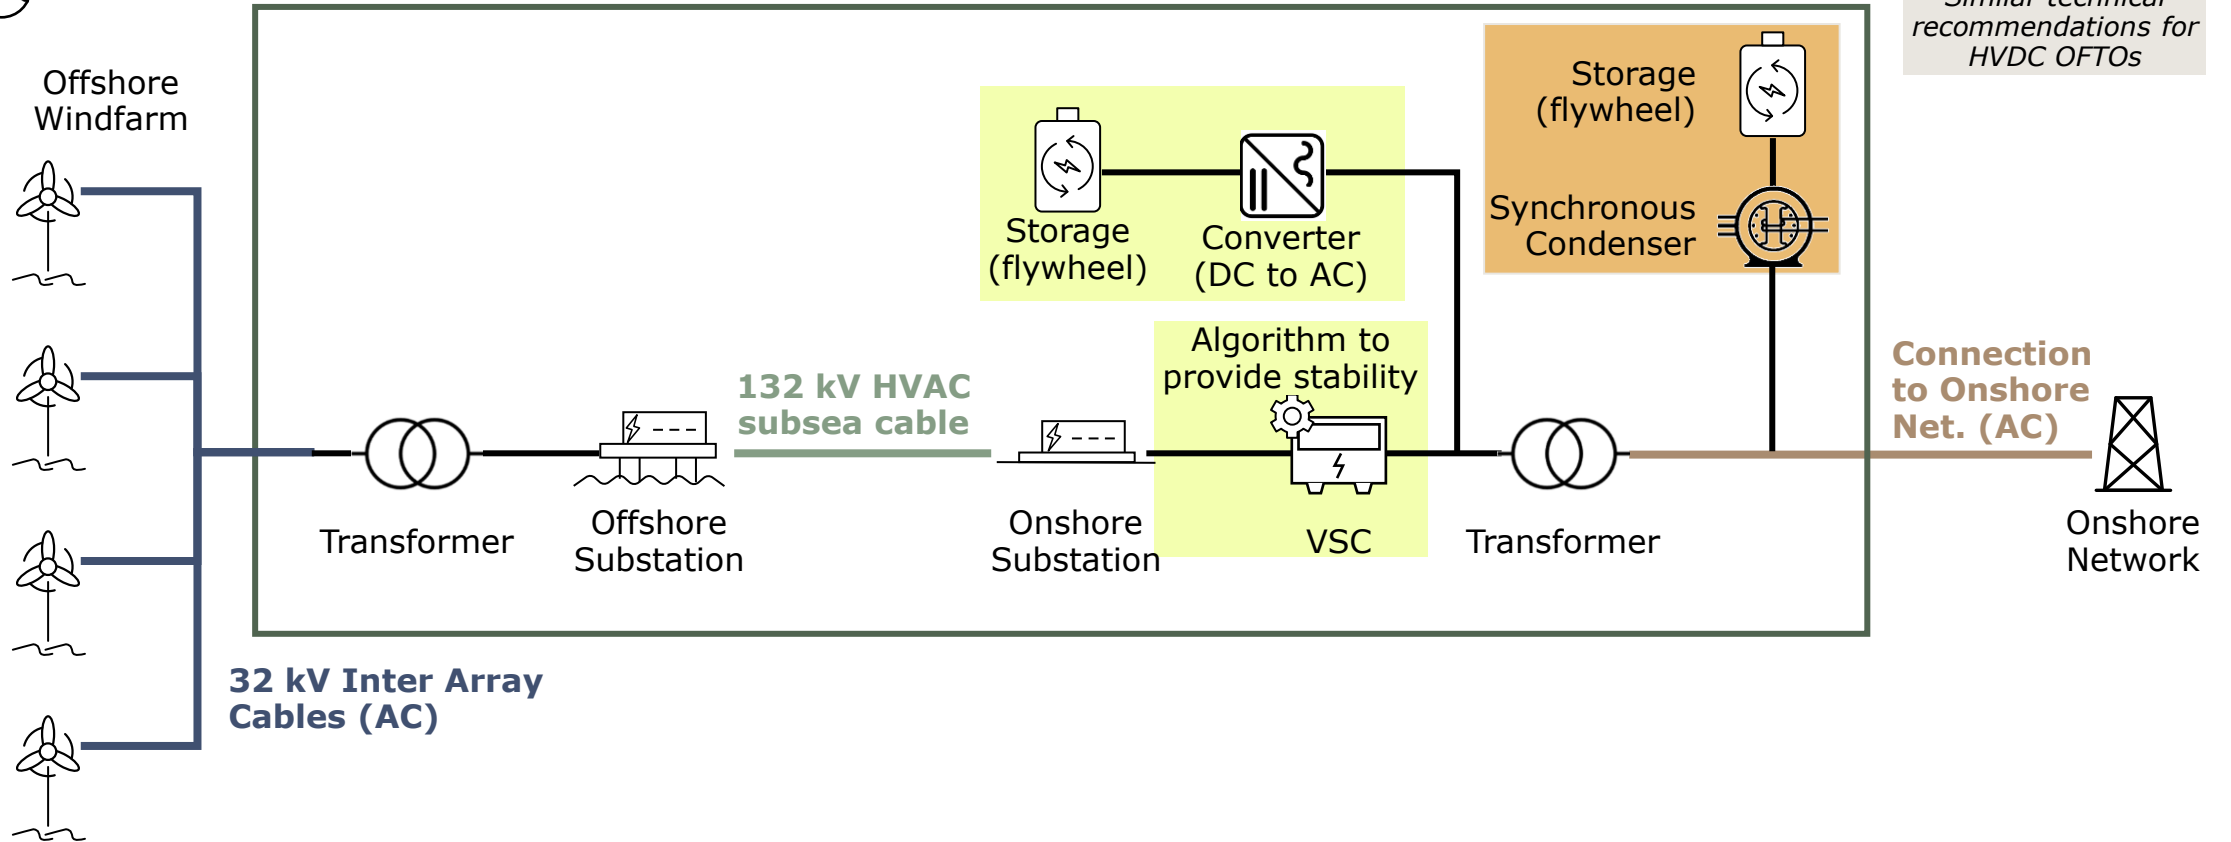 Similar technical
recommendations for
HVDC OFTOs
Offshore
Windfarm
Storage
(flywheel)
Synchronous
Condenser
Storage
(flywheel)
Converter
(DC to AC)
Algorithm to
provide stability
132 kV HVAC
subsea cable
Connection
to Onshore
Net. (AC)
Transformer
Offshore
Substation
Onshore
Substation
VSC
Transformer
Onshore
Network
32 kV Inter Array
Cables (AC)